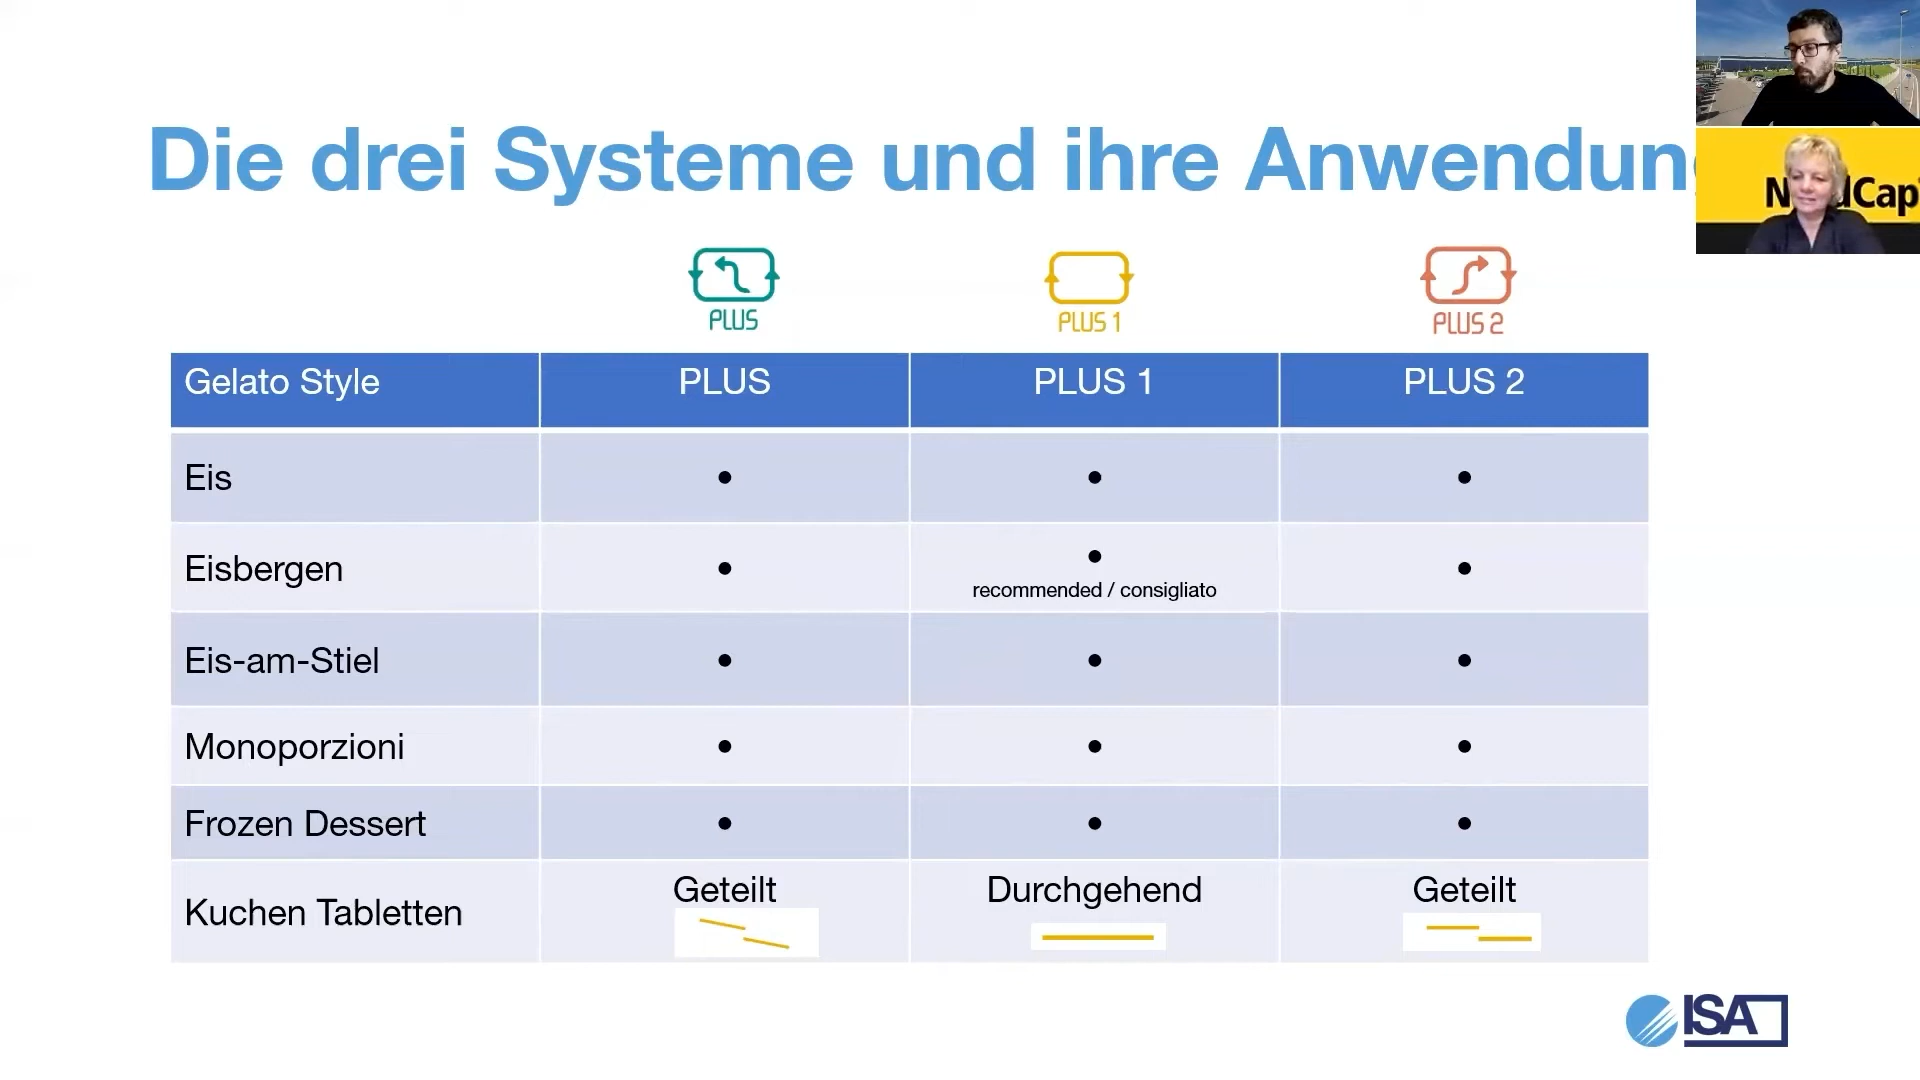 Die drei Systeme und ihre Anwendung
PLUS
PLUS 1
PLUS 2
Gelato Style PLUS PLUS 1 PLUS 2
Eis • • •
Eisbergen • • •
recommended / consigliato
Eis-am-Stiel • • •
Monoporzioni • • •
Frozen Dessert • • •
Kuchen Tabletten Geteilt Durchgehend Geteilt
ISA